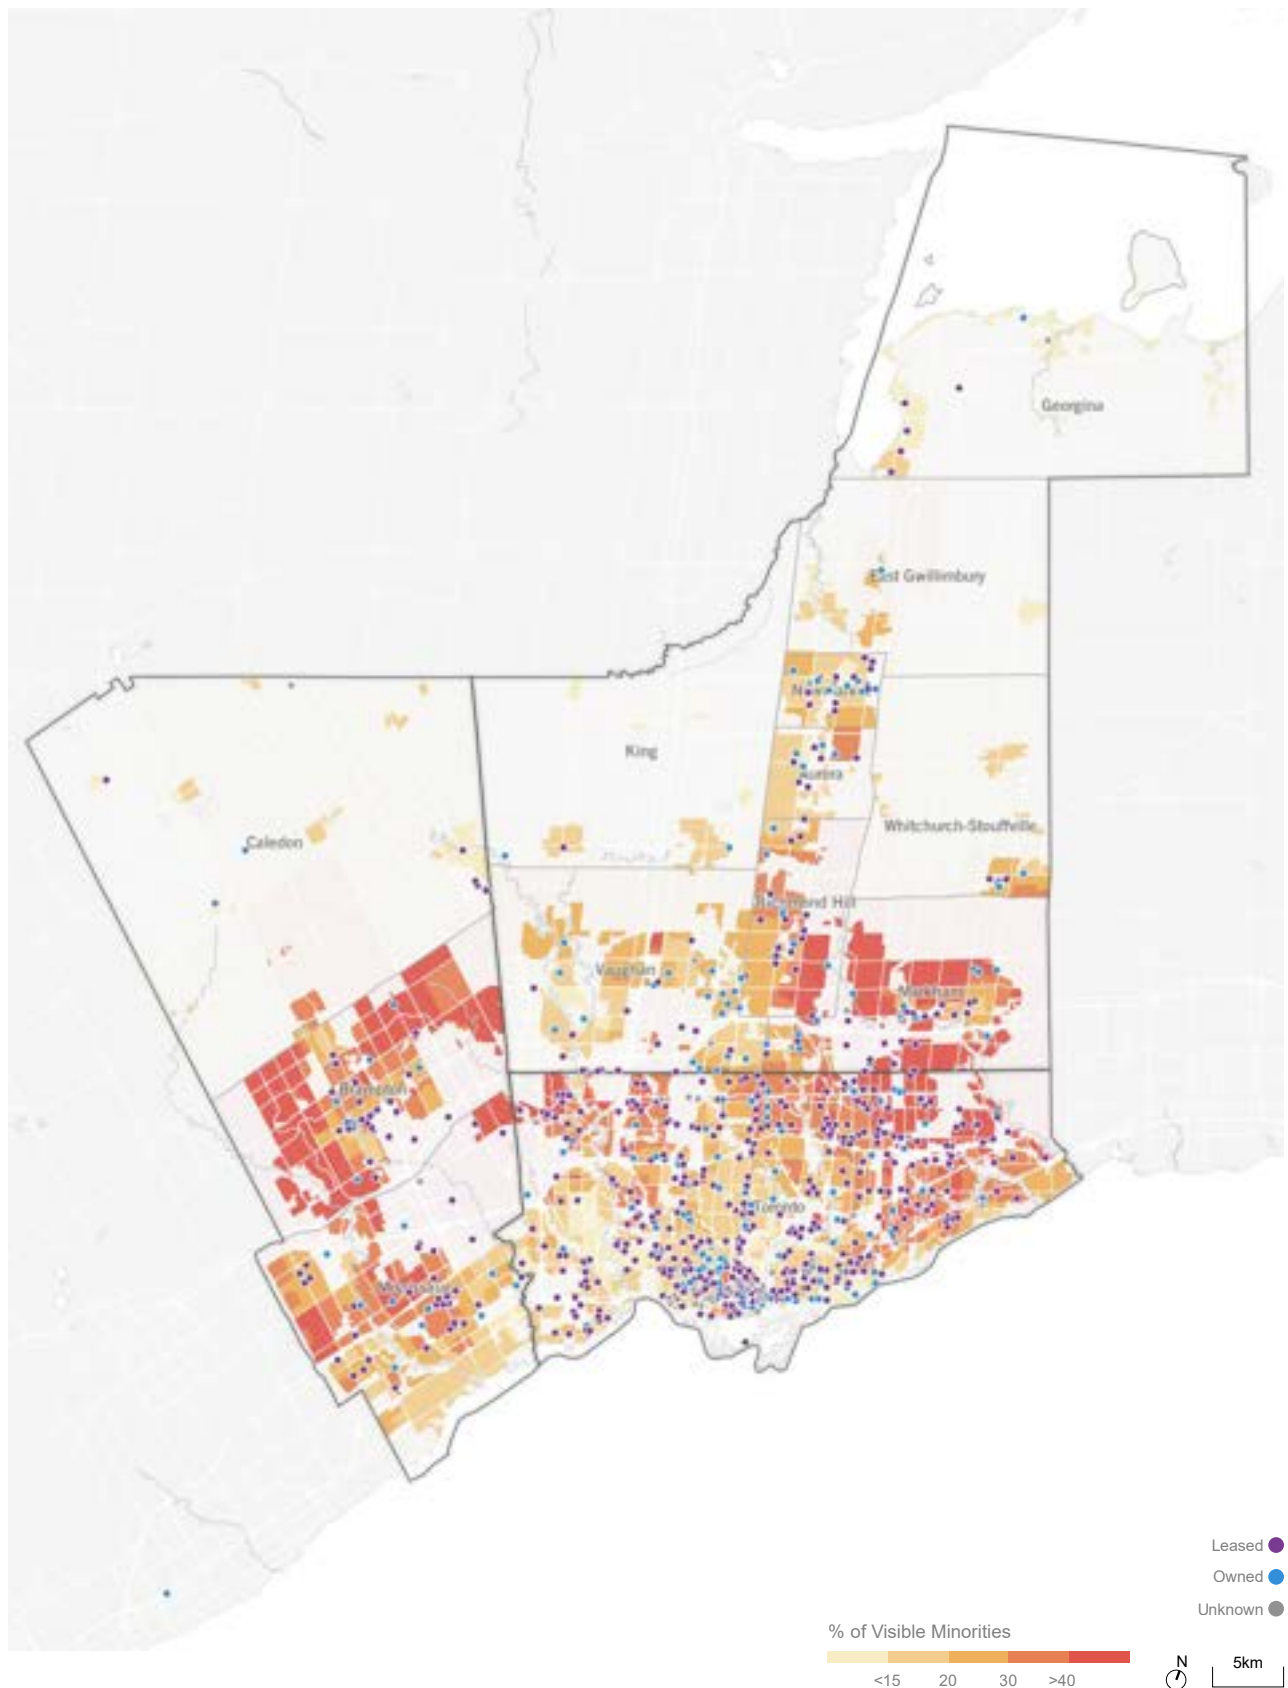 Georgina
East Gwillimbury
Newmarket
King
Aurora
Caledon
Whitchurch-Stouffville
Richmond Hill
Vaughan
Markham
Brampton
Toronto
Mississauga
Leased
Owned
Unknown
% of Visible Minorities
<15 20 30 >40
N
5km